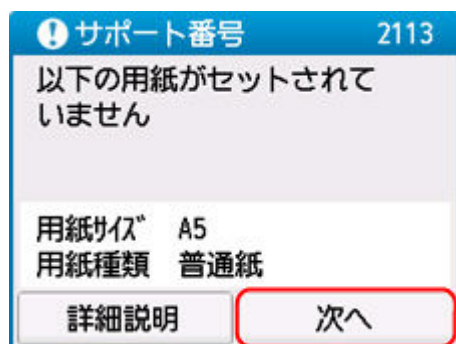 サポート番号 2113
以下の用紙がセットされて
いません
用紙サイズ A5
用紙種類 普通紙
詳細説明 次へ